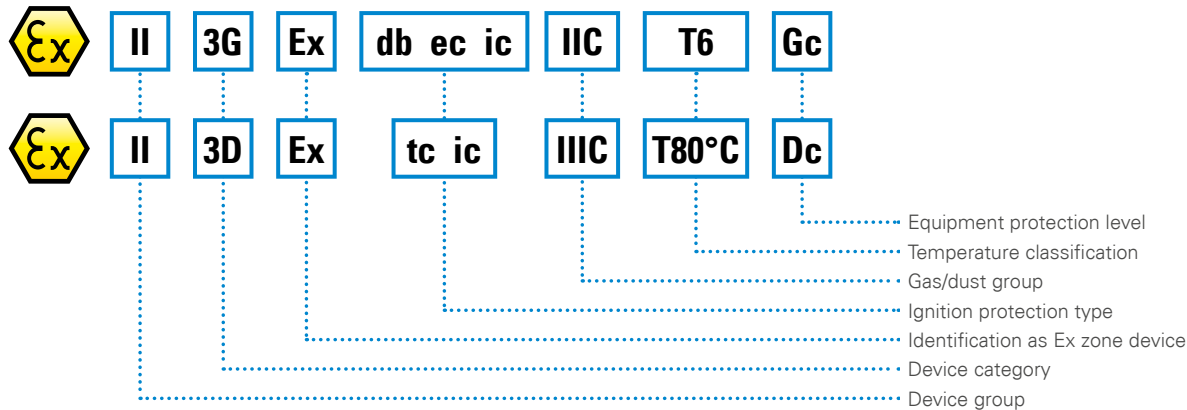 Ex II 3G Ex db ec ic IIC T6 Gc
Ex II 3D Ex tc ic IIIC T80°C Dc
Equipment protection level
Temperature classification
Gas/dust group
Ignition protection type
Identification as Ex zone device
Device category
Device group